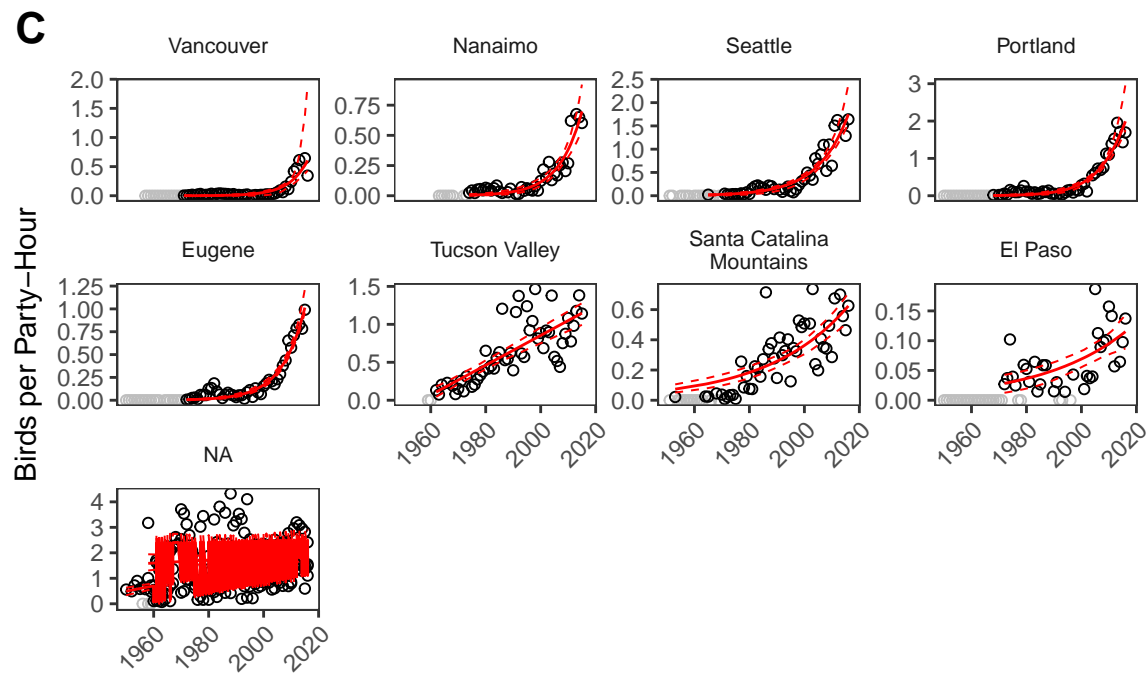 C
Vancouver Nanaimo Seattle Portland
2.0 2.5 3
1.5 0.75 2.0
1.0 0.50 1.5 2
0.5 0.25 1.0 1
0.0 0.00 0.5 0
0.0
Birds per Party−Hour
Eugene Tucson Valley Santa Catalina Mountains El Paso
1.25 1.5 0.6 0.15
1.00 1.0 0.4 0.10
0.75 0.5 0.2 0.05
0.50 0.0 0.0 0.00
0.25
0.00
1960 1980 2000 2020 1960 1980 2000 2020 1960 1980 2000 2020
NA
4
3
2
1
0
1960 1980 2000 2020